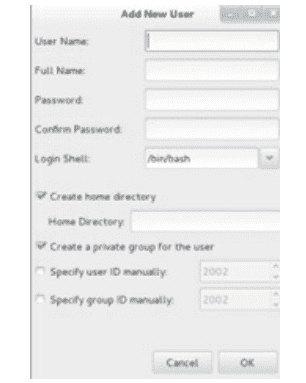 Add New User
User Name:
Full Name:
Password:
Confirm Password:
Login Shell: /bin/bash
Create home directory
Home Directory:
Create a private group for the user
Specify user ID manually: 2002
Specify group ID manually: 2002
Cancel OK